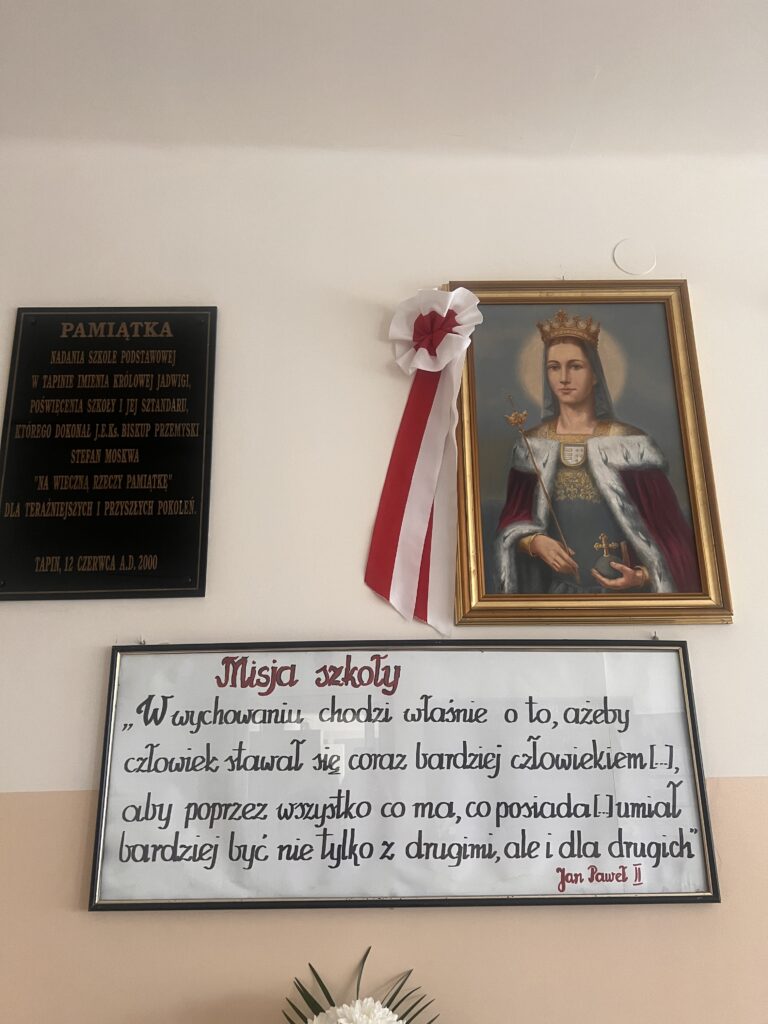 PAMIĄTKA
NADANIA SZKOLE PODSTAWOWEJ
W TAPINIE IMIENIA KRÓLOWEJ JADWIGI,
POŚWIĘCENIA SZKOŁY I JEJ SZTANDARU,
KTÓREGO DOKONAŁ J.E.Ks. BISKUP PRZEMYSKI
STEFAN MOSKWA
"NA WIECZNĄ RZECZY PAMIĄTKĘ"
DLA TERAŹNIEJSZYCH I PRZYSZŁYCH POKOLEŃ.
TAPIN, 12 CZERWCA A.D. 2000
Misja szkoły
„W wychowaniu chodzi właśnie o to, ażeby
człowiek stawał się coraz bardziej człowiekiem[...],
aby poprzez wszystko co ma, co posiada[...]umiał
bardziej być nie tylko z drugimi, ale i dla drugich"
Jan Paweł II